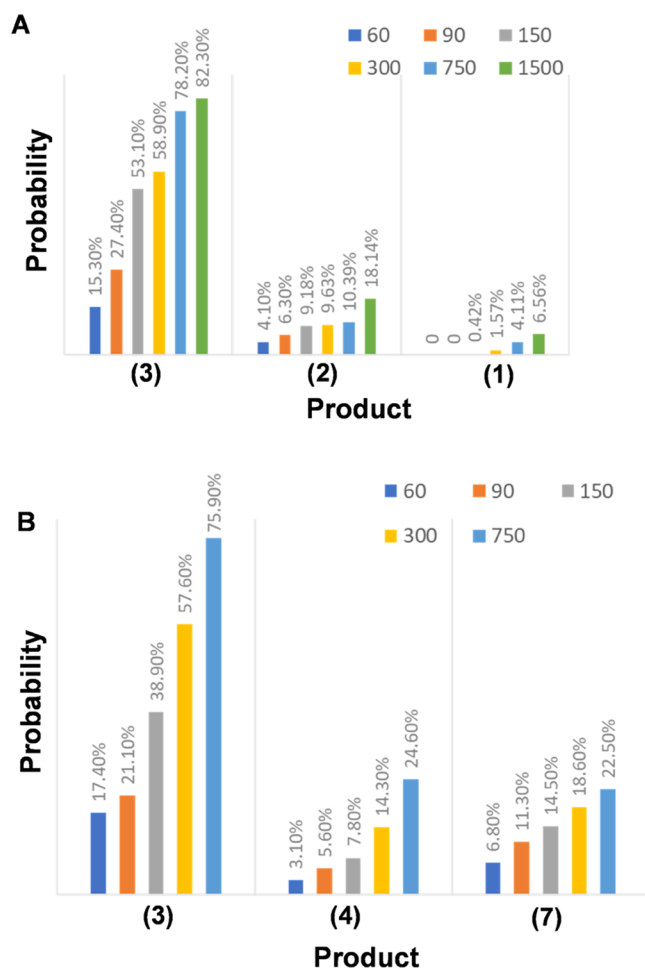 A
60 90 150
300 750 1500
Probability
15.30% 27.40% 53.10% 58.90% 78.20% 82.30%
4.10% 6.30% 9.18% 9.63% 10.39% 18.14%
0 0 0.42% 1.57% 4.11% 6.56%
(3) (2) (1)
Product
B
60 90 150
300 750
Probability
17.40% 21.10% 38.90% 57.60% 75.90%
3.10% 5.60% 7.80% 14.30% 24.60%
6.80% 11.30% 14.50% 18.60% 22.50%
(3) (4) (7)
Product